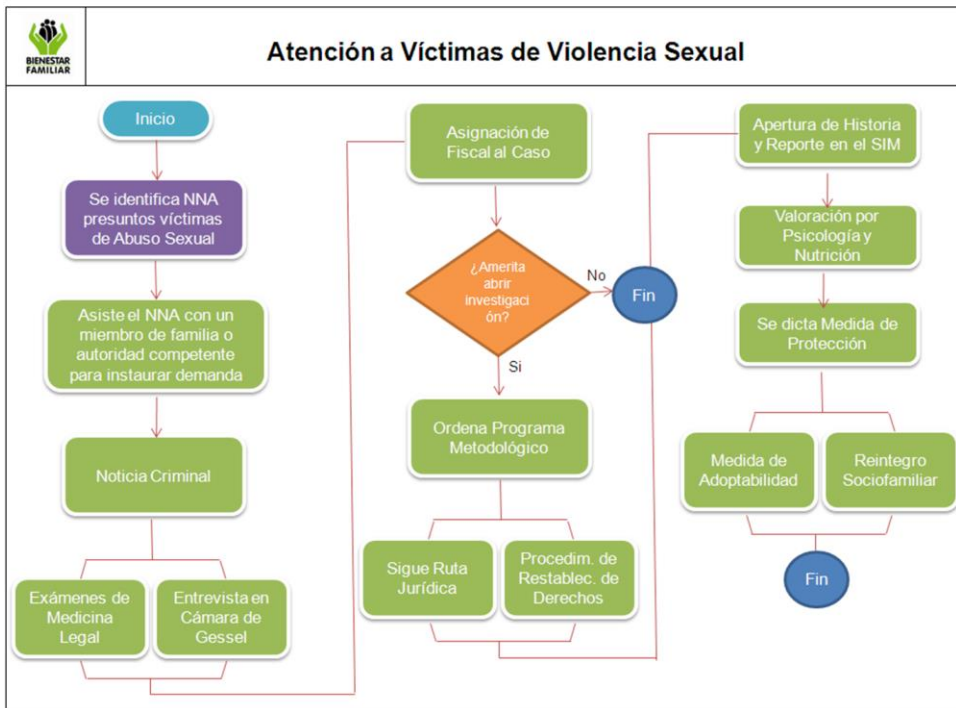 BIENESTAR
FAMILIAR
Atención a Víctimas de Violencia Sexual
Inicio
Se identifica NNA
presuntos víctimas
de Abuso Sexual
Asiste el NNA con un
miembro de familia o
autoridad competente
para instaurar demanda
Noticia Criminal
Exámenes de
Medicina
Legal
Entrevista en
Cámara de
Gessel
Asignación de
Fiscal al Caso
¿Amerita
abrir
investigaci
ón?
No
Fin
Si
Ordena Programa
Metodológico
Sigue Ruta
Jurídica
Procedim. de
Restablec. de
Derechos
Apertura de Historia
y Reporte en el SIM
Valoración por
Psicología y
Nutrición
Se dicta Medida de
Protección
Medida de
Adoptabilidad
Reintegro
Sociofamiliar
Fin